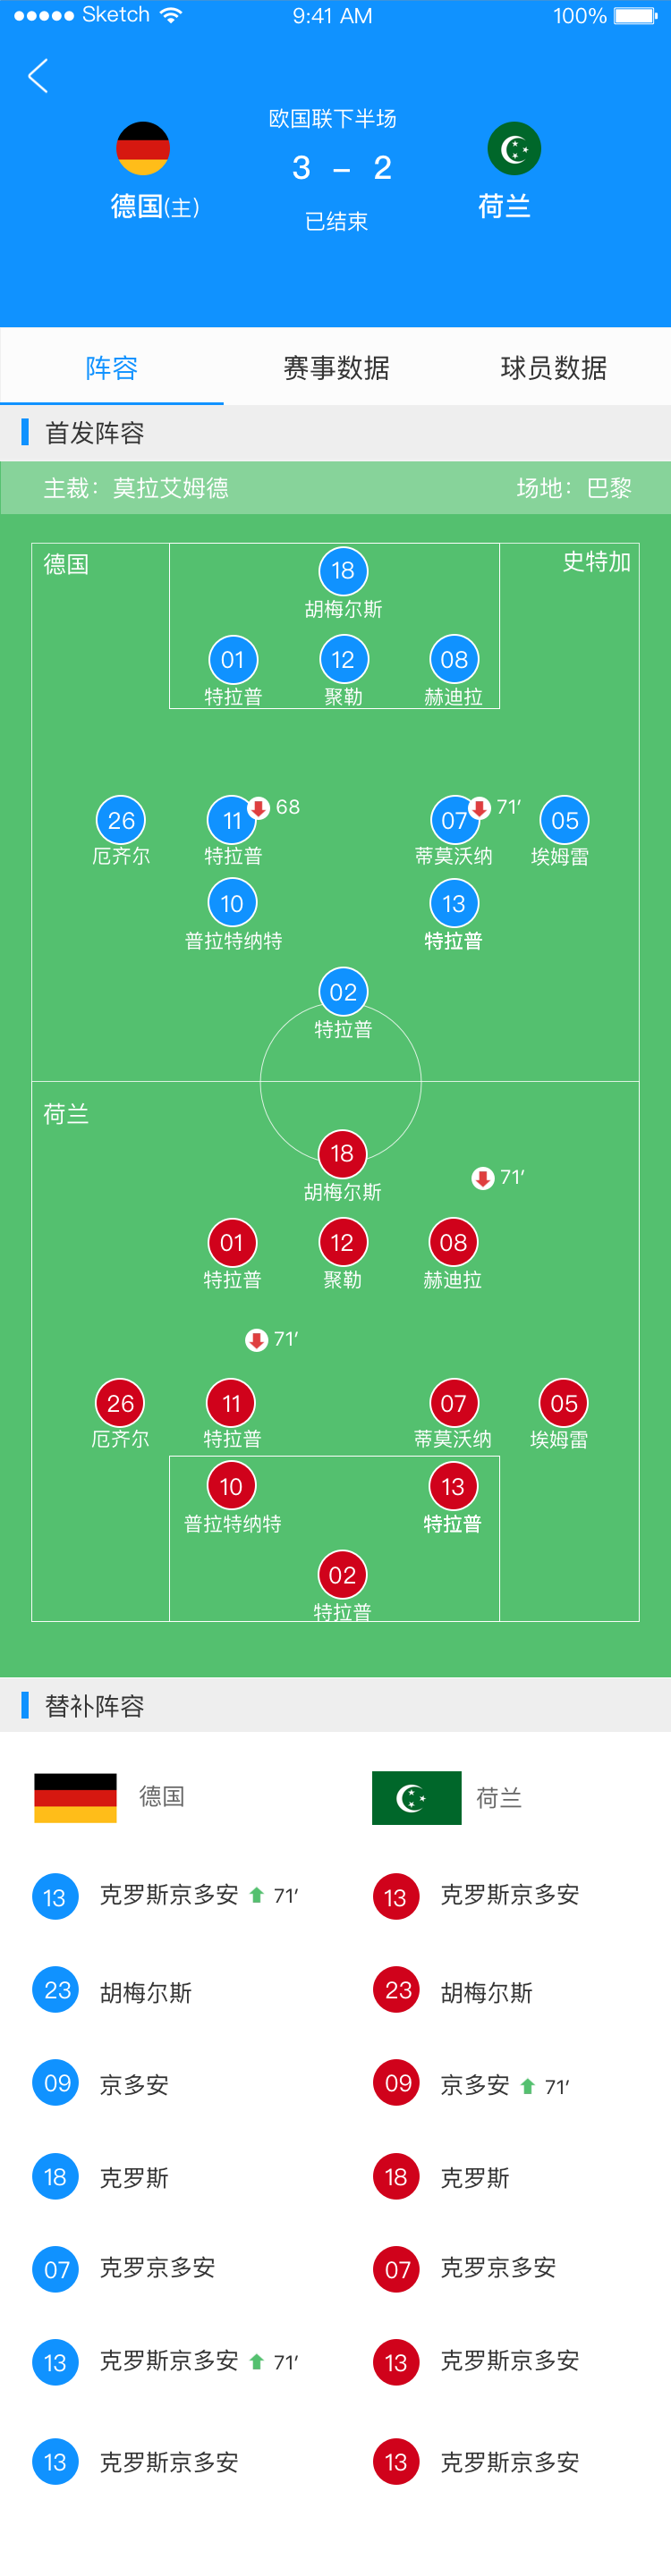 Sketch 9:41 AM 100%
欧国联下半场
3 - 2
德国(主) 荷兰
已结束
阵容 赛事数据 球员数据
首发阵容
主裁：莫拉艾姆德 场地：巴黎
德国 史特加
18
胡梅尔斯
01 12 08
特拉普 聚勒 赫迪拉
68 71′
26 11 07 05
厄齐尔 特拉普 蒂莫沃纳 埃姆雷
10 13
普拉特纳特 特拉普
02
特拉普
荷兰
18
71′
胡梅尔斯
01 12 08
特拉普 聚勒 赫迪拉
71′
26 11 07 05
厄齐尔 特拉普 蒂莫沃纳 埃姆雷
10 13
普拉特纳特 特拉普
02
特拉普
替补阵容
德国 荷兰
13 克罗斯京多安 71′ 13 克罗斯京多安
23 胡梅尔斯 23 胡梅尔斯
09 京多安 09 京多安 71′
18 克罗斯 18 克罗斯
07 克罗京多安 07 克罗京多安
13 克罗斯京多安 71′ 13 克罗斯京多安
13 克罗斯京多安 13 克罗斯京多安